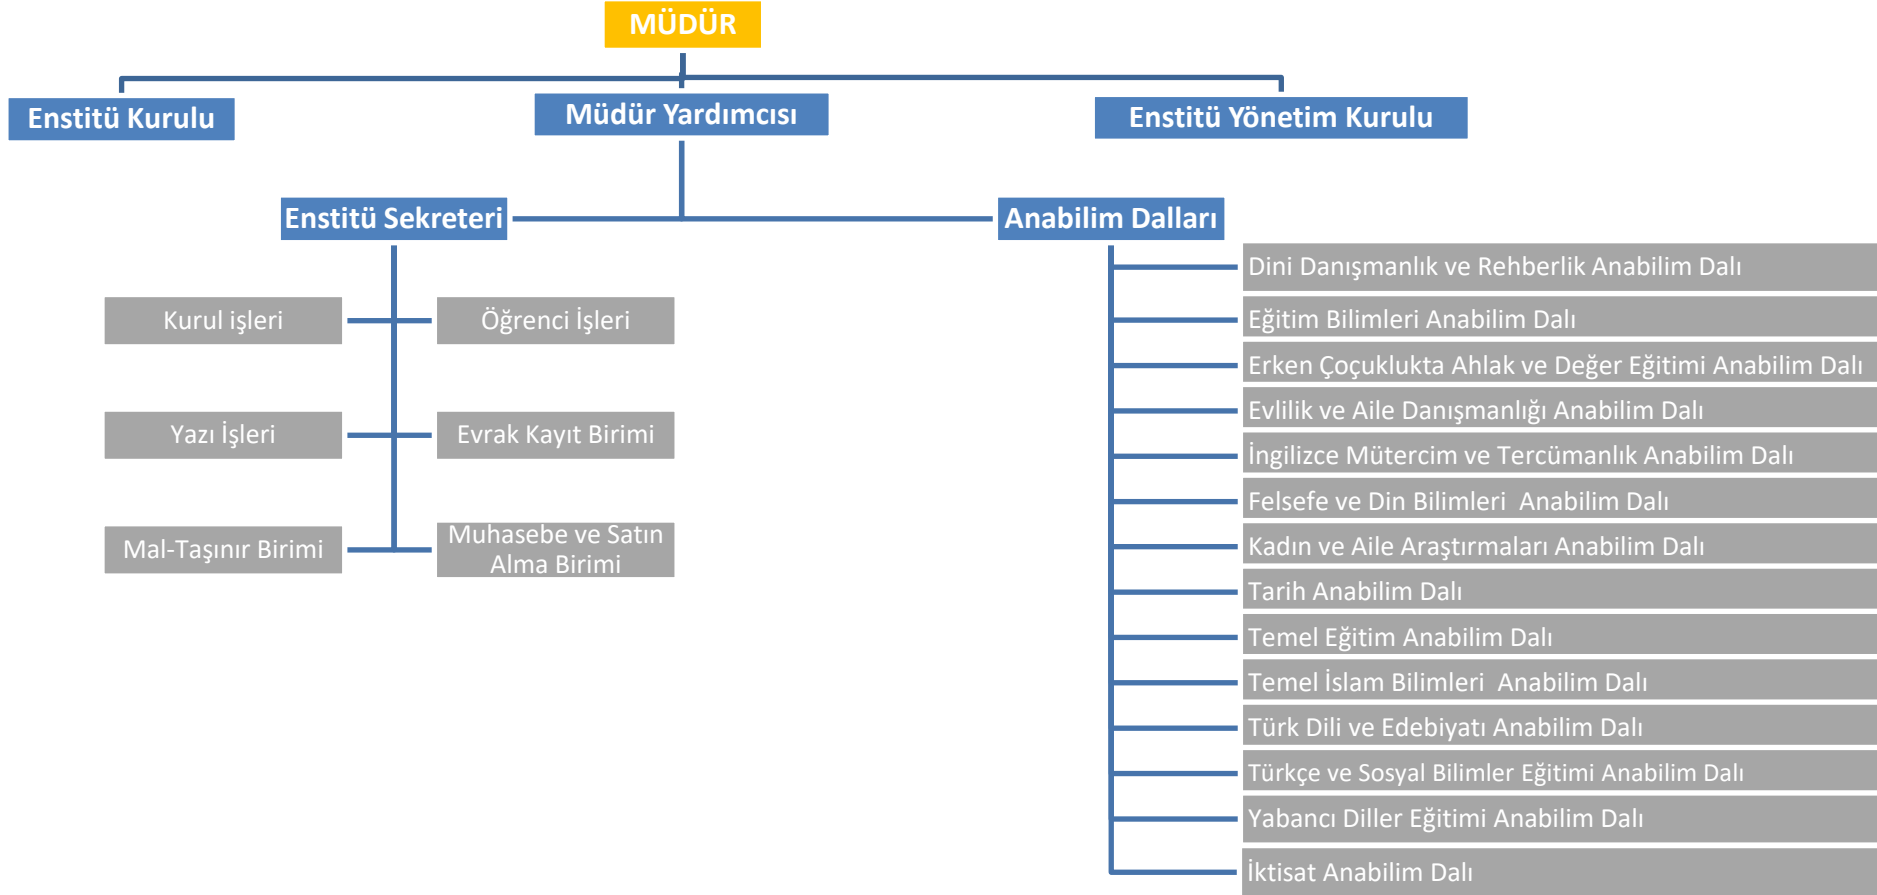 MÜDÜR
Enstitü Kurulu
Müdür Yardımcısı
Enstitü Yönetim Kurulu
Enstitü Sekreteri
Anabilim Dalları
Kurul işleri
Öğrenci İşleri
Yazı İşleri
Evrak Kayıt Birimi
Mal-Taşınır Birimi
Muhasebe ve Satın
Alma Birimi
Dini Danışmanlık ve Rehberlik Anabilim Dalı
Eğitim Bilimleri Anabilim Dalı
Erken Çoçuklukta Ahlak ve Değer Eğitimi Anabilim Dalı
Evlilik ve Aile Danışmanlığı Anabilim Dalı
İngilizce Mütercim ve Tercümanlık Anabilim Dalı
Felsefe ve Din Bilimleri  Anabilim Dalı
Kadın ve Aile Araştırmaları Anabilim Dalı
Tarih Anabilim Dalı
Temel Eğitim Anabilim Dalı
Temel İslam Bilimleri  Anabilim Dalı
Türk Dili ve Edebiyatı Anabilim Dalı
Türkçe ve Sosyal Bilimler Eğitimi Anabilim Dalı
Yabancı Diller Eğitimi Anabilim Dalı
İktisat Anabilim Dalı